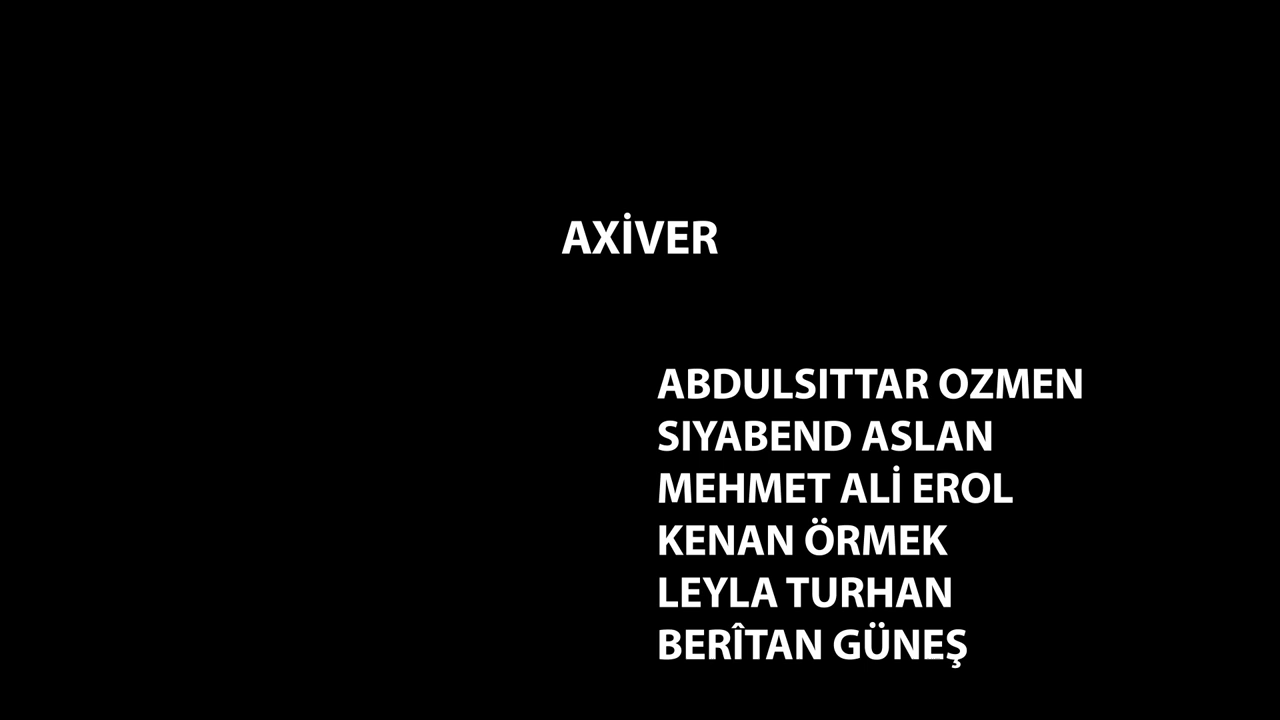 AXİVER
ABDULSITTAR OZMEN
SIYABEND ASLAN
MEHMET ALİ EROL
KENAN ÖRMEK
LEYLA TURHAN
BERÎTAN GÜNEŞ